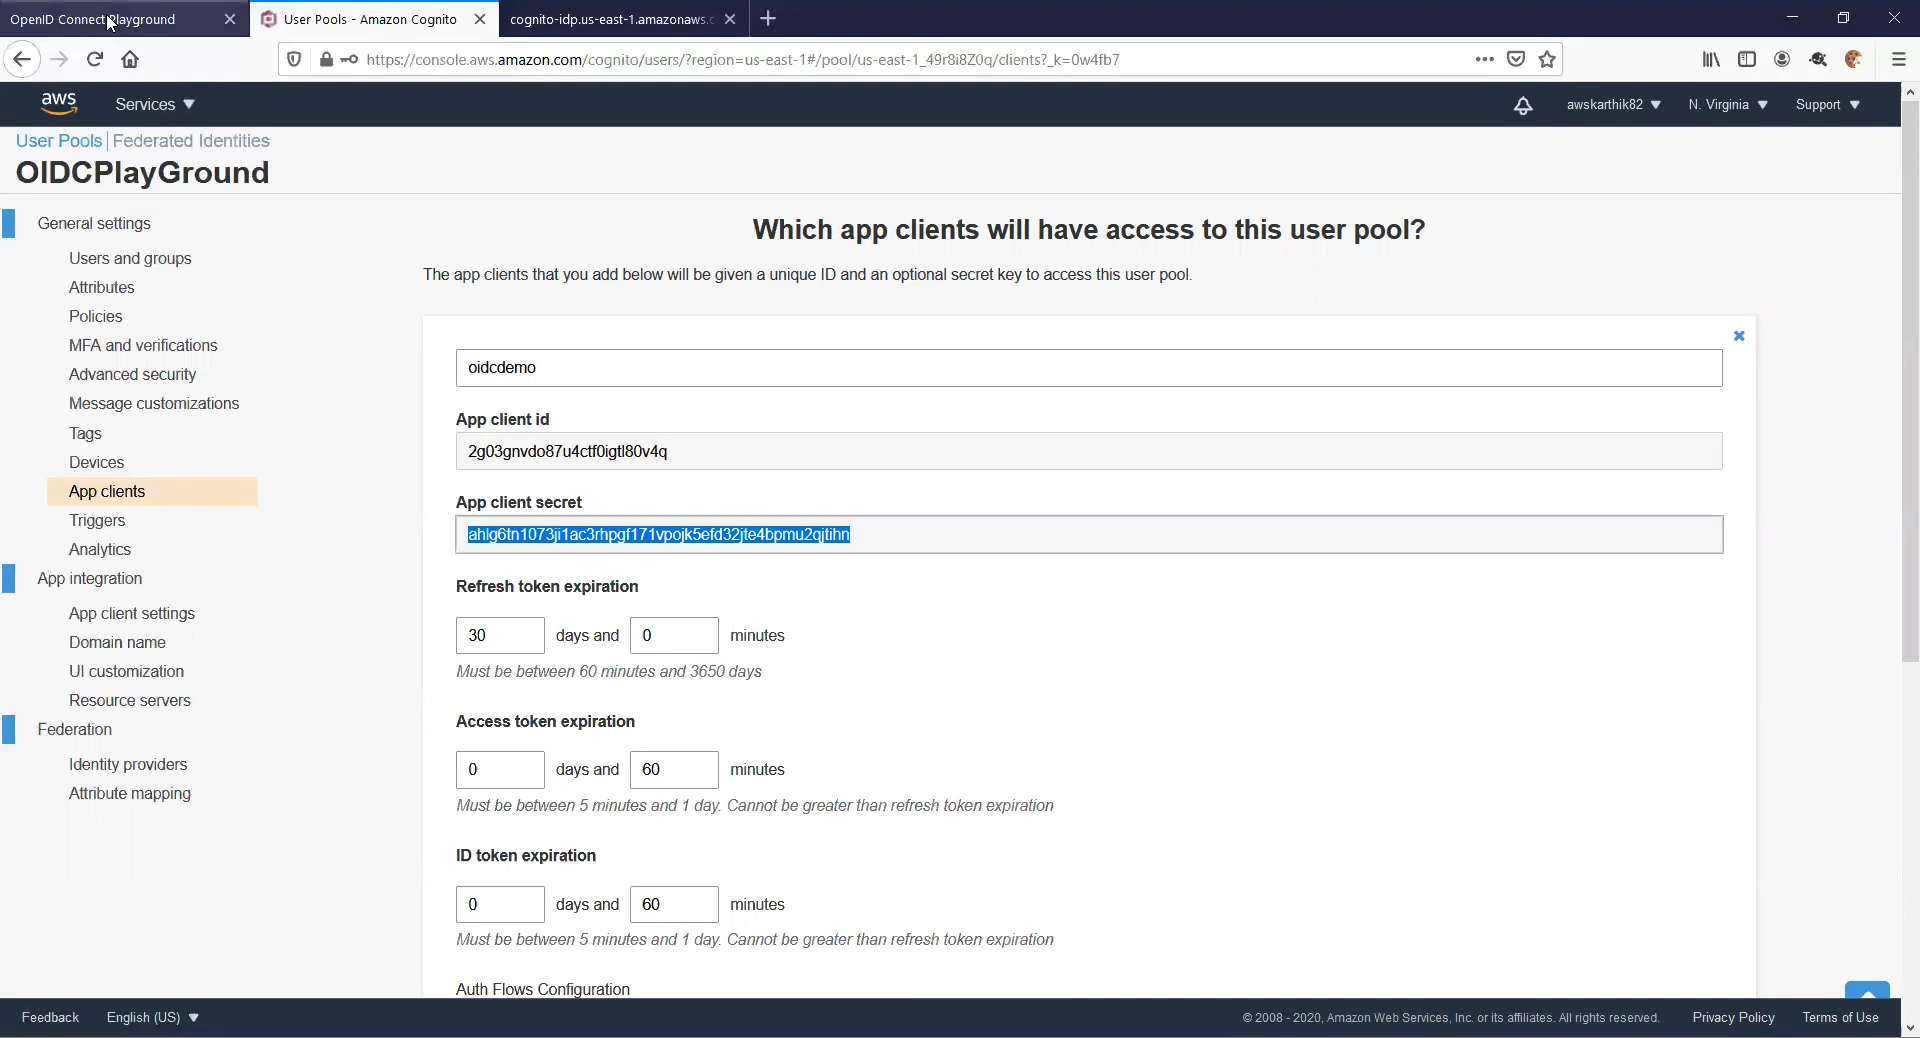 OpenID Connect Playground
User Pools - Amazon Cognito
cognito-idp.us-east-1.amazonaws.c
https://console.aws.amazon.com/cognito/users/?region=us-east-1#/pool/us-east-1_49r8i8Z0q/clients?_k=0w4fb7
aws
Services
awskarthik82
N. Virginia
Support
User Pools | Federated Identities
OIDCPlayGround
General settings
Users and groups
Attributes
Policies
MFA and verifications
Advanced security
Message customizations
Tags
Devices
App clients
Triggers
Analytics
App integration
App client settings
Domain name
UI customization
Resource servers
Federation
Identity providers
Attribute mapping
Which app clients will have access to this user pool?
The app clients that you add below will be given a unique ID and an optional secret key to access this user pool.
oidcdemo
App client id
2g03gnvdo87u4ctf0igtl80v4q
App client secret
ahlg6tn1073ji1ac3rhpgf171vpojk5efd32jte4bpmu2qjtihn
Refresh token expiration
30 days and 0 minutes
Must be between 60 minutes and 3650 days
Access token expiration
0 days and 60 minutes
Must be between 5 minutes and 1 day. Cannot be greater than refresh token expiration
ID token expiration
0 days and 60 minutes
Must be between 5 minutes and 1 day. Cannot be greater than refresh token expiration
Auth Flows Configuration
Feedback
English (US)
© 2008 - 2020, Amazon Web Services, Inc. or its affiliates. All rights reserved.
Privacy Policy
Terms of Use